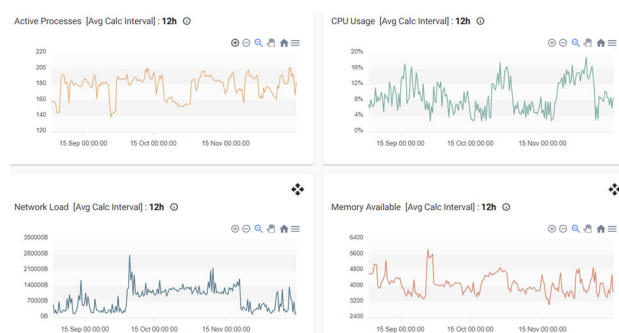 Active Processes [Avg Calc Interval] : 12h
220
200
180
160
140
120
15 Sep 00:00:00 15 Oct 00:00:00 15 Nov 00:00:00
CPU Usage [Avg Calc Interval] : 12h
20%
16%
12%
8%
4%
0%
15 Sep 00:00:00 15 Oct 00:00:00 15 Nov 00:00:00
Network Load [Avg Calc Interval] : 12h
350000B
280000B
210000B
140000B
70000B
0B
15 Sep 00:00:00 15 Oct 00:00:00 15 Nov 00:00:00
Memory Available [Avg Calc Interval] : 12h
6400
5600
4800
4000
3200
2400
15 Sep 00:00:00 15 Oct 00:00:00 15 Nov 00:00:00